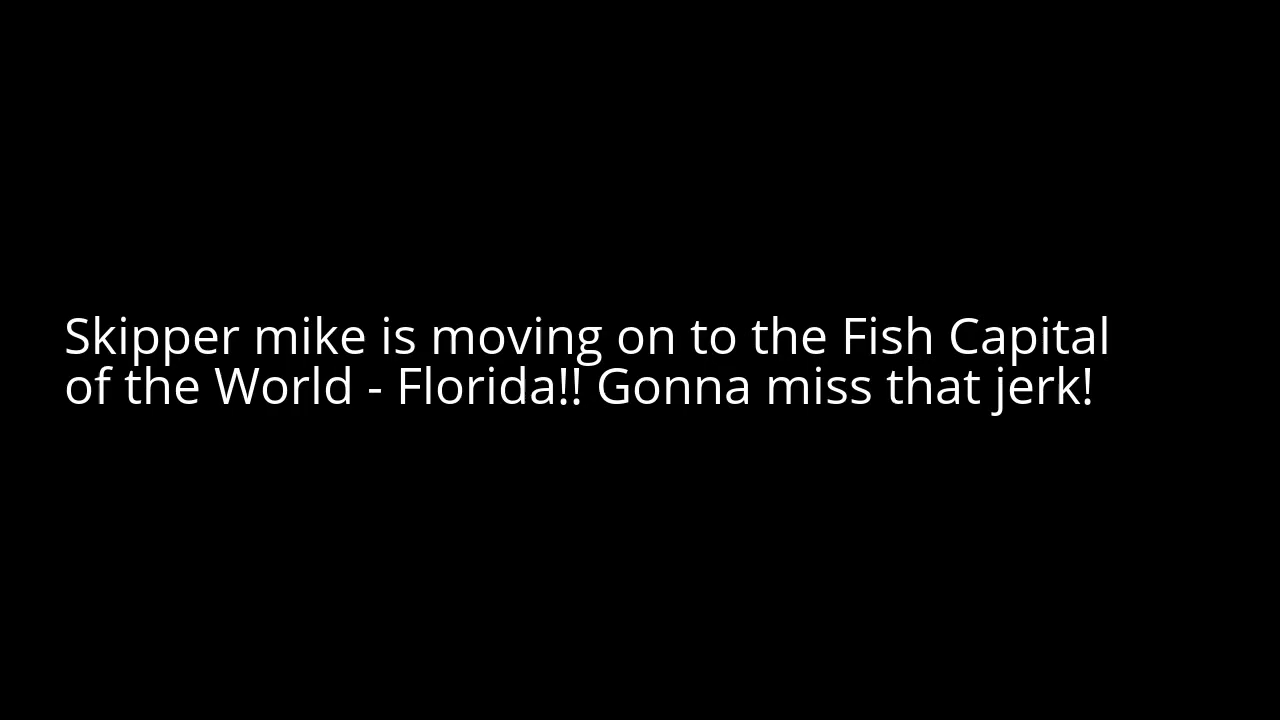 Skipper mike is moving on to the Fish Capital
of the World - Florida!! Gonna miss that jerk!